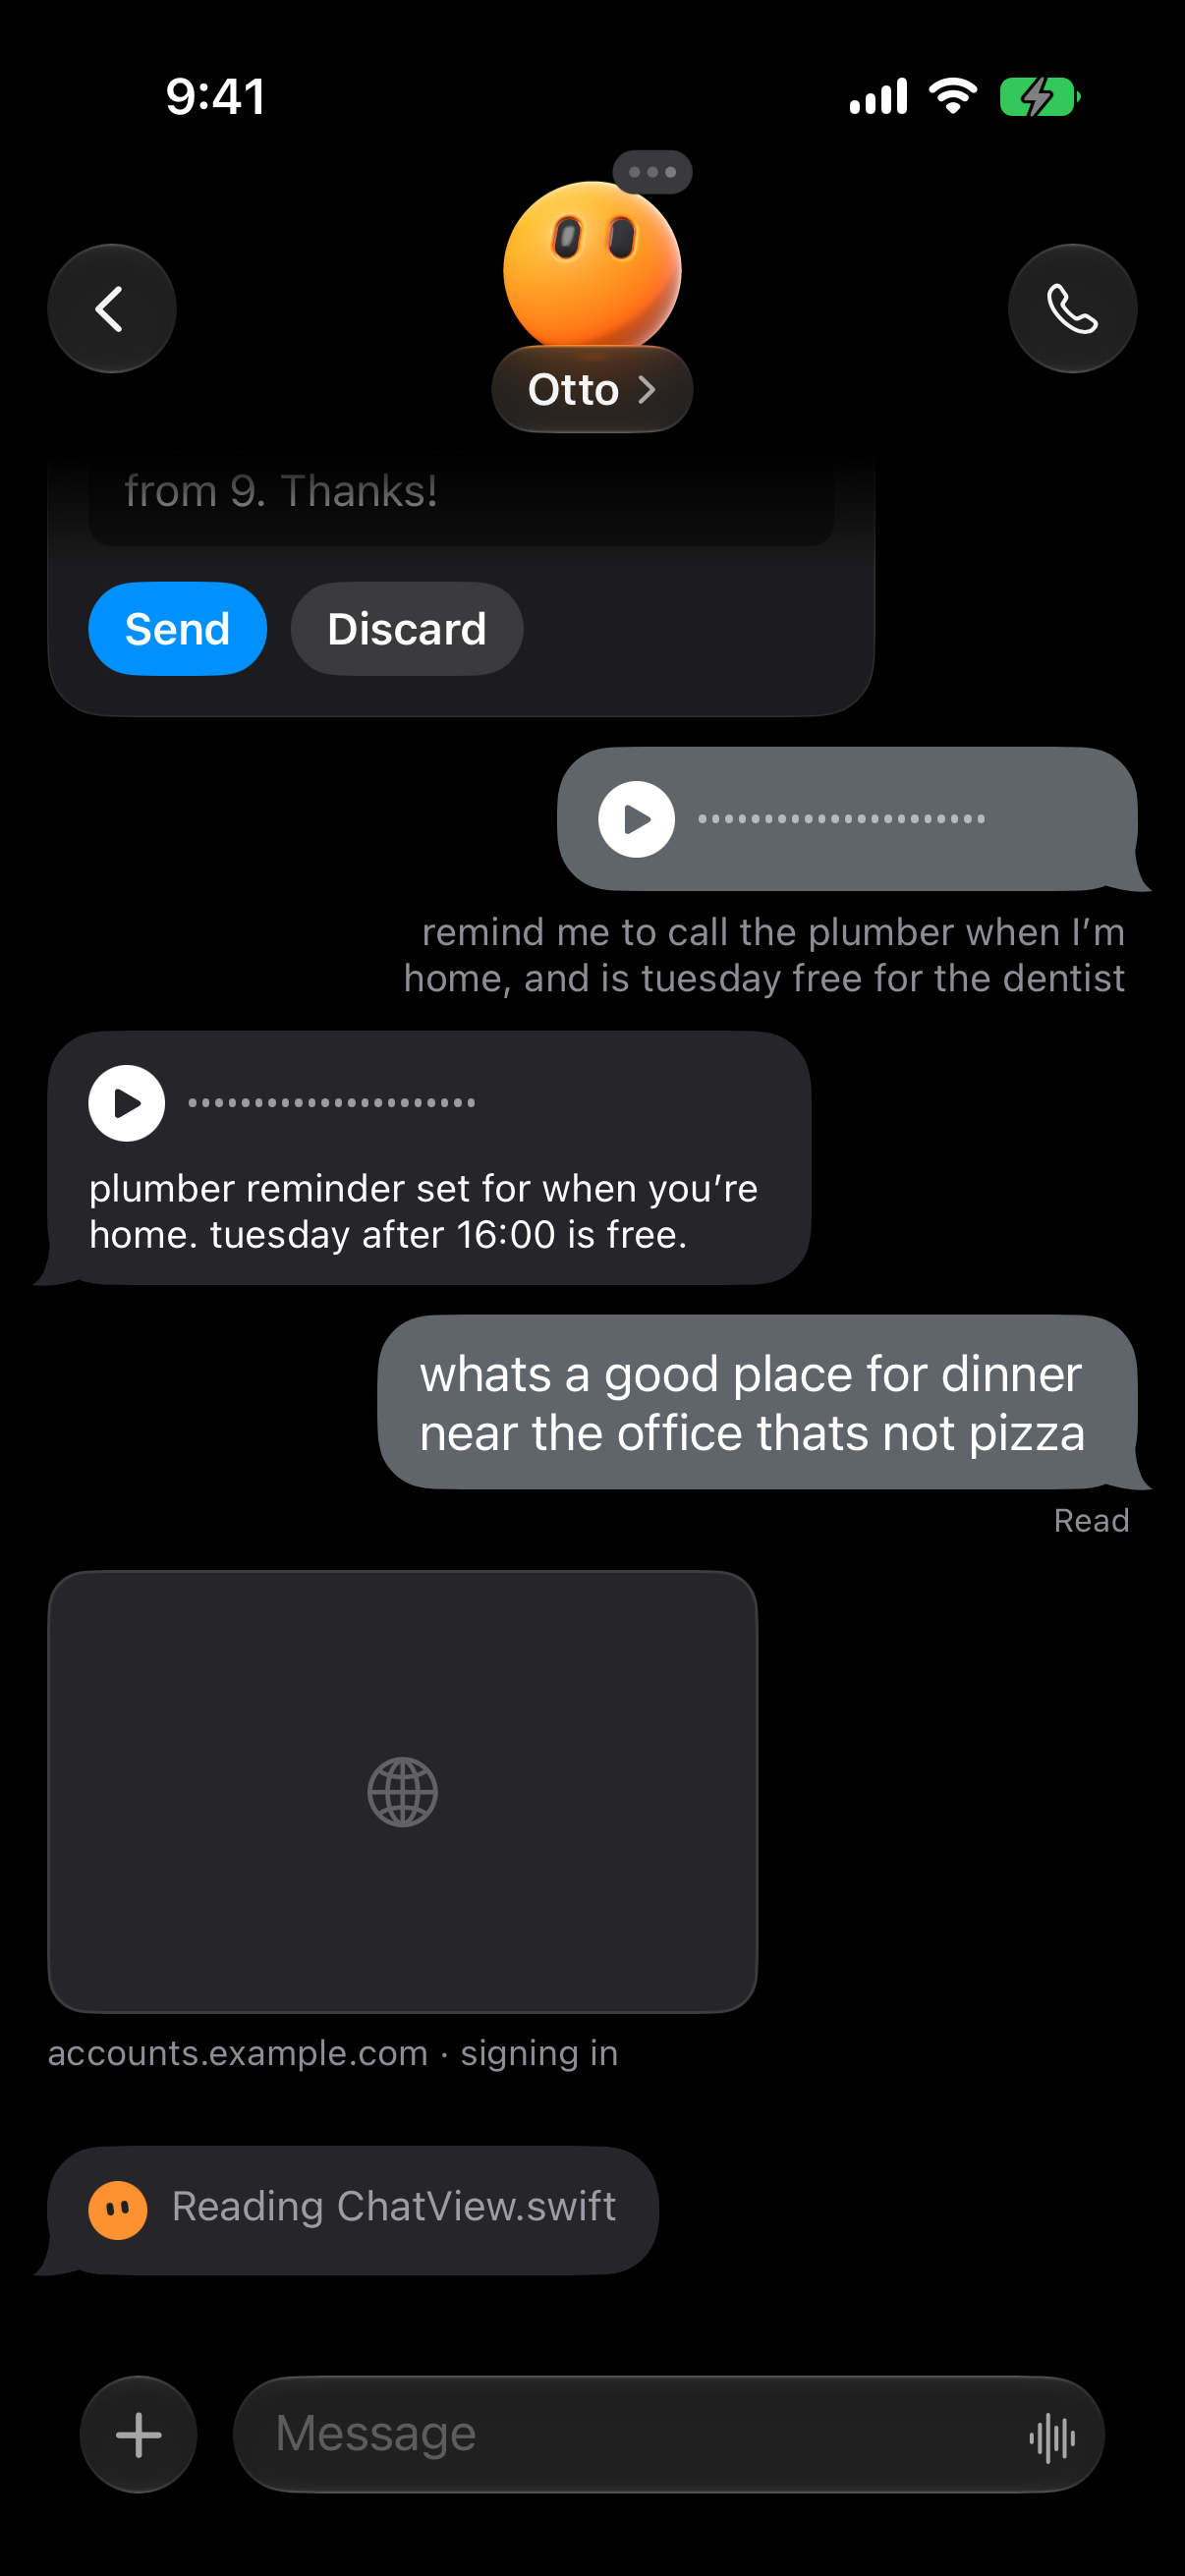 9:41
Otto
from 9. Thanks!
Send
Discard
remind me to call the plumber when I’m
home, and is tuesday free for the dentist
plumber reminder set for when you’re
home. tuesday after 16:00 is free.
whats a good place for dinner
near the office thats not pizza
Read
accounts.example.com · signing in
Reading ChatView.swift
Message